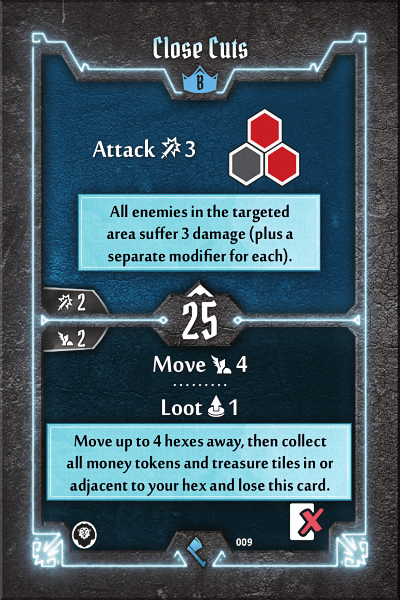 Close Cuts
B
Attack 3
All enemies in the targeted
area suffer 3 damage (plus a
separate modifier for each).
2
25
2
Move 4
Loot 1
Move up to 4 hexes away, then collect
all money tokens and treasure tiles in or
adjacent to your hex and lose this card.
009